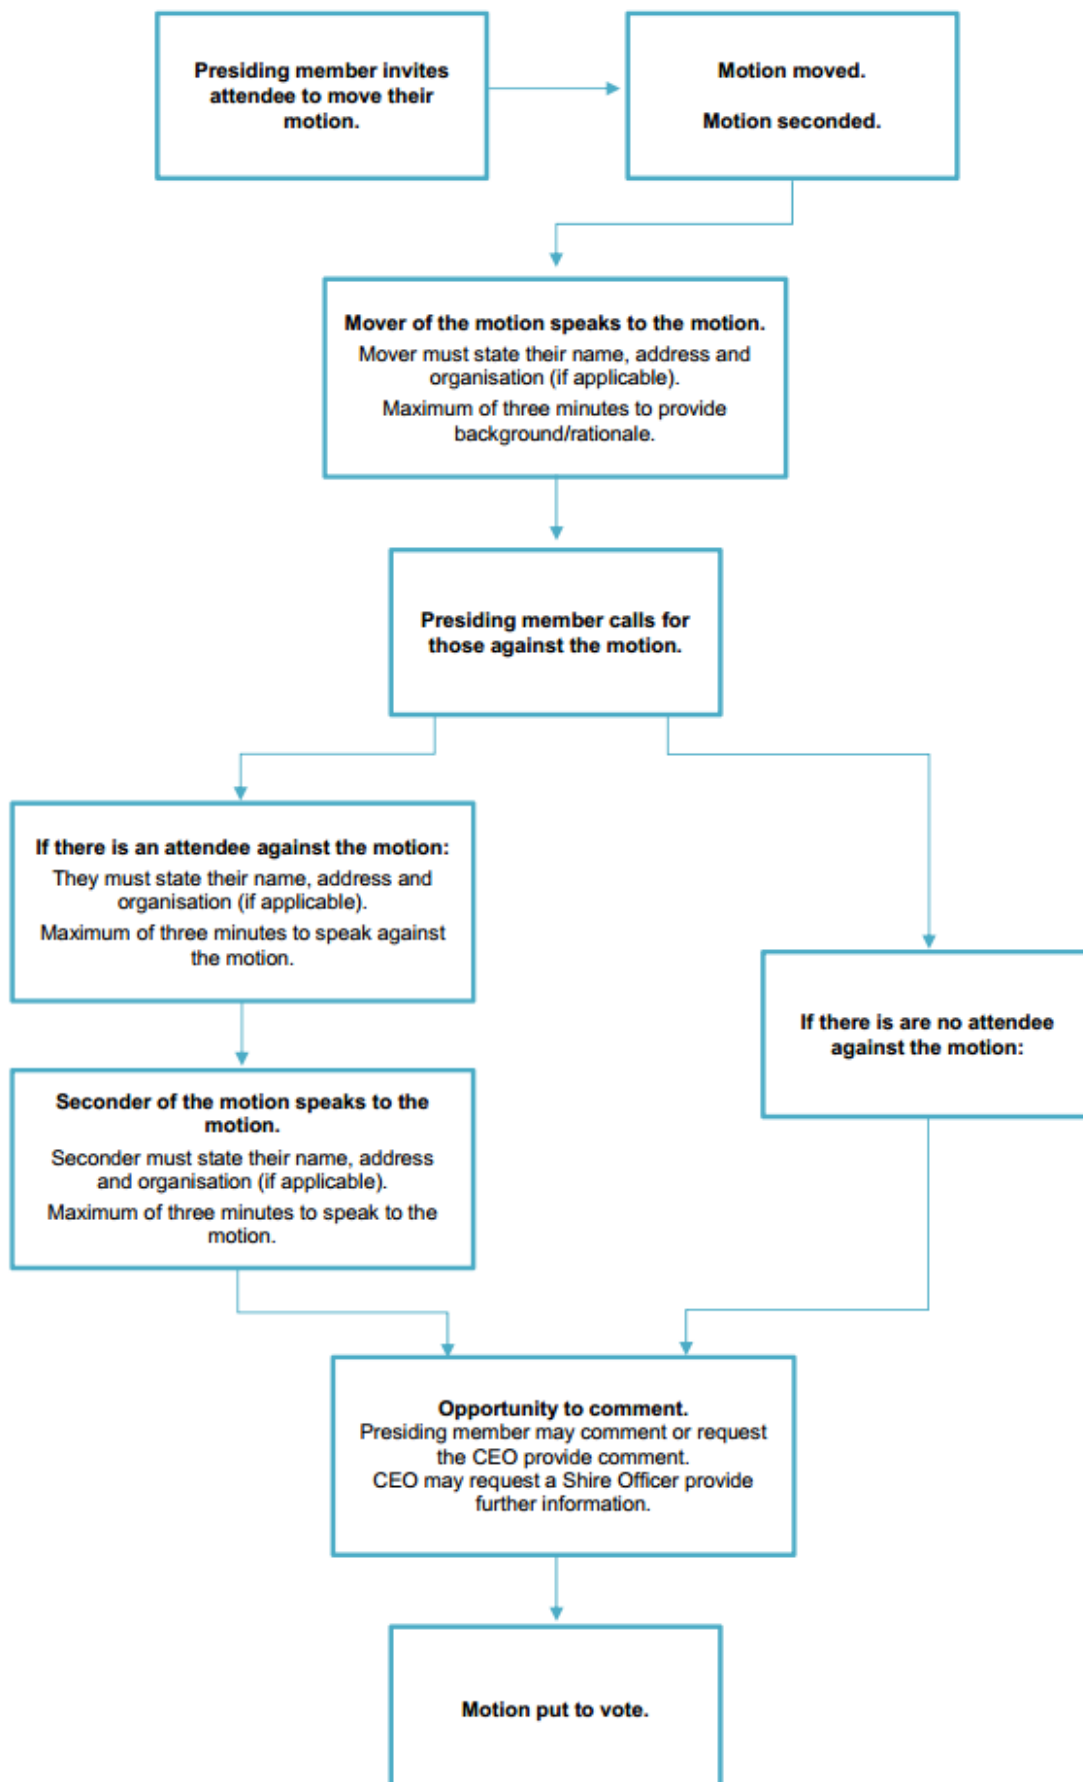 Presiding member invites
attendee to move their
motion.
Motion moved.
Motion seconded.
Mover of the motion speaks to the motion.
Mover must state their name, address and
organisation (if applicable).
Maximum of three minutes to provide
background/rationale.
Presiding member calls for
those against the motion.
If there is an attendee against the motion:
They must state their name, address and
organisation (if applicable).
Maximum of three minutes to speak against
the motion.
If there is are no attendee
against the motion:
Seconder of the motion speaks to the
motion.
Seconder must state their name, address
and organisation (if applicable).
Maximum of three minutes to speak to the
motion.
Opportunity to comment.
Presiding member may comment or request
the CEO provide comment.
CEO may request a Shire Officer provide
further information.
Motion put to vote.